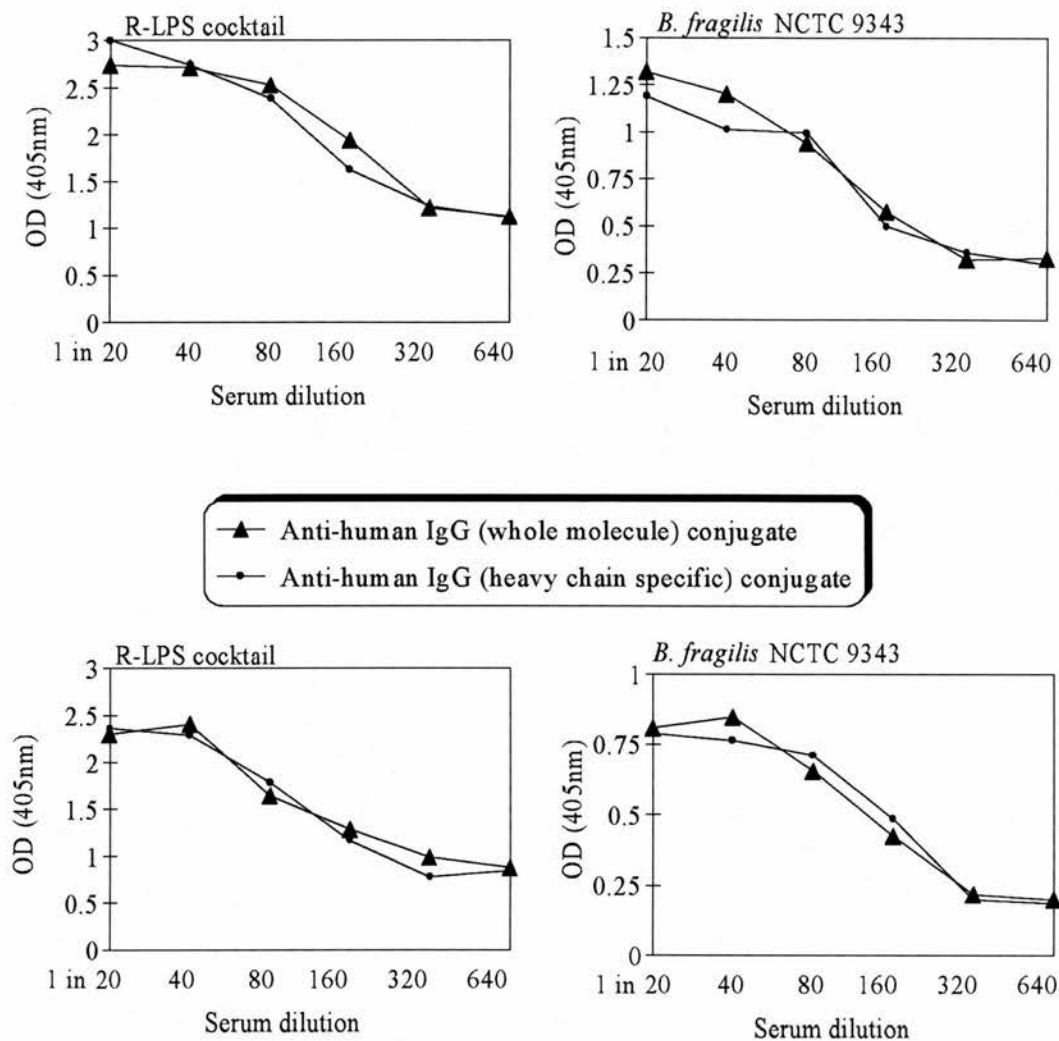 R-LPS cocktail
3
2.5
2
1.5
1
0.5
0
OD (405nm)
1 in 20 40 80 160 320 640
Serum dilution
B. fragilis NCTC 9343
1.5
1.25
1
0.75
0.5
0.25
0
OD (405nm)
1 in 20 40 80 160 320 640
Serum dilution
Anti-human IgG (whole molecule) conjugate
Anti-human IgG (heavy chain specific) conjugate
R-LPS cocktail
3
2.5
2
1.5
1
0.5
0
OD (405nm)
1 in 20 40 80 160 320 640
Serum dilution
B. fragilis NCTC 9343
1
0.75
0.5
0.25
0
OD (405nm)
1 in 20 40 80 160 320 640
Serum dilution